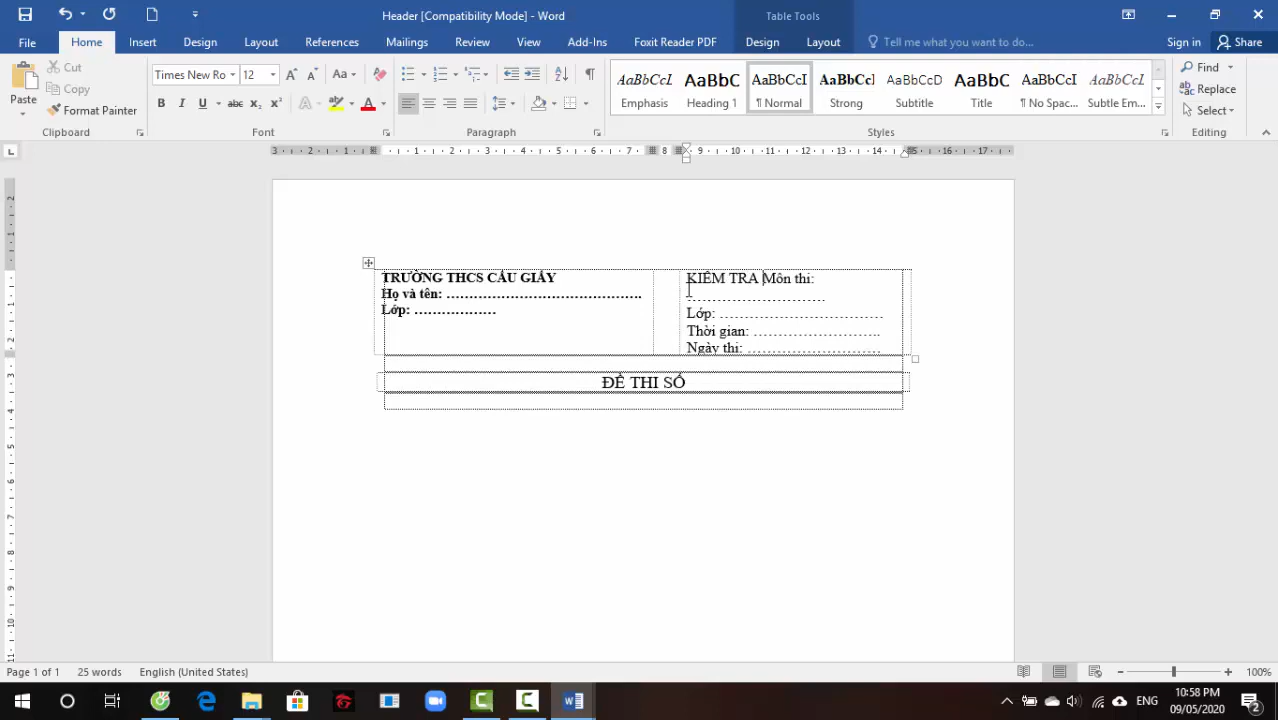 Header [Compatibility Mode] - Word
Table Tools
File
Home
Insert
Design
Layout
References
Mailings
Review
View
Add-Ins
Foxit Reader PDF
Design
Layout
Tell me what you want to do...
Sign in
Share
Paste
Cut
Copy
Format Painter
Clipboard
Times New Ro
12
Font
Paragraph
AaBbCcI
Emphasis
AaBbC
Heading 1
AaBbCcI
¶ Normal
AaBbCcI
Strong
AaBbCcD
Subtitle
AaBbC
Title
AaBbCcI
¶ No Spac...
AaBbCcI
Subtle Em...
Styles
Find
Replace
Select
Editing
TRƯỜNG THCS CẦU GIẤY
Họ và tên: ……………………………………….
Lớp: ………………
KIỂM TRA Môn thi:
…………………………
Lớp: ………………………………
Thời gian: ………………………..
Ngày thi: …………………………
ĐỀ THI SỐ
Page 1 of 1
25 words
English (United States)
100%
ENG
10:58 PM
09/05/2020
2